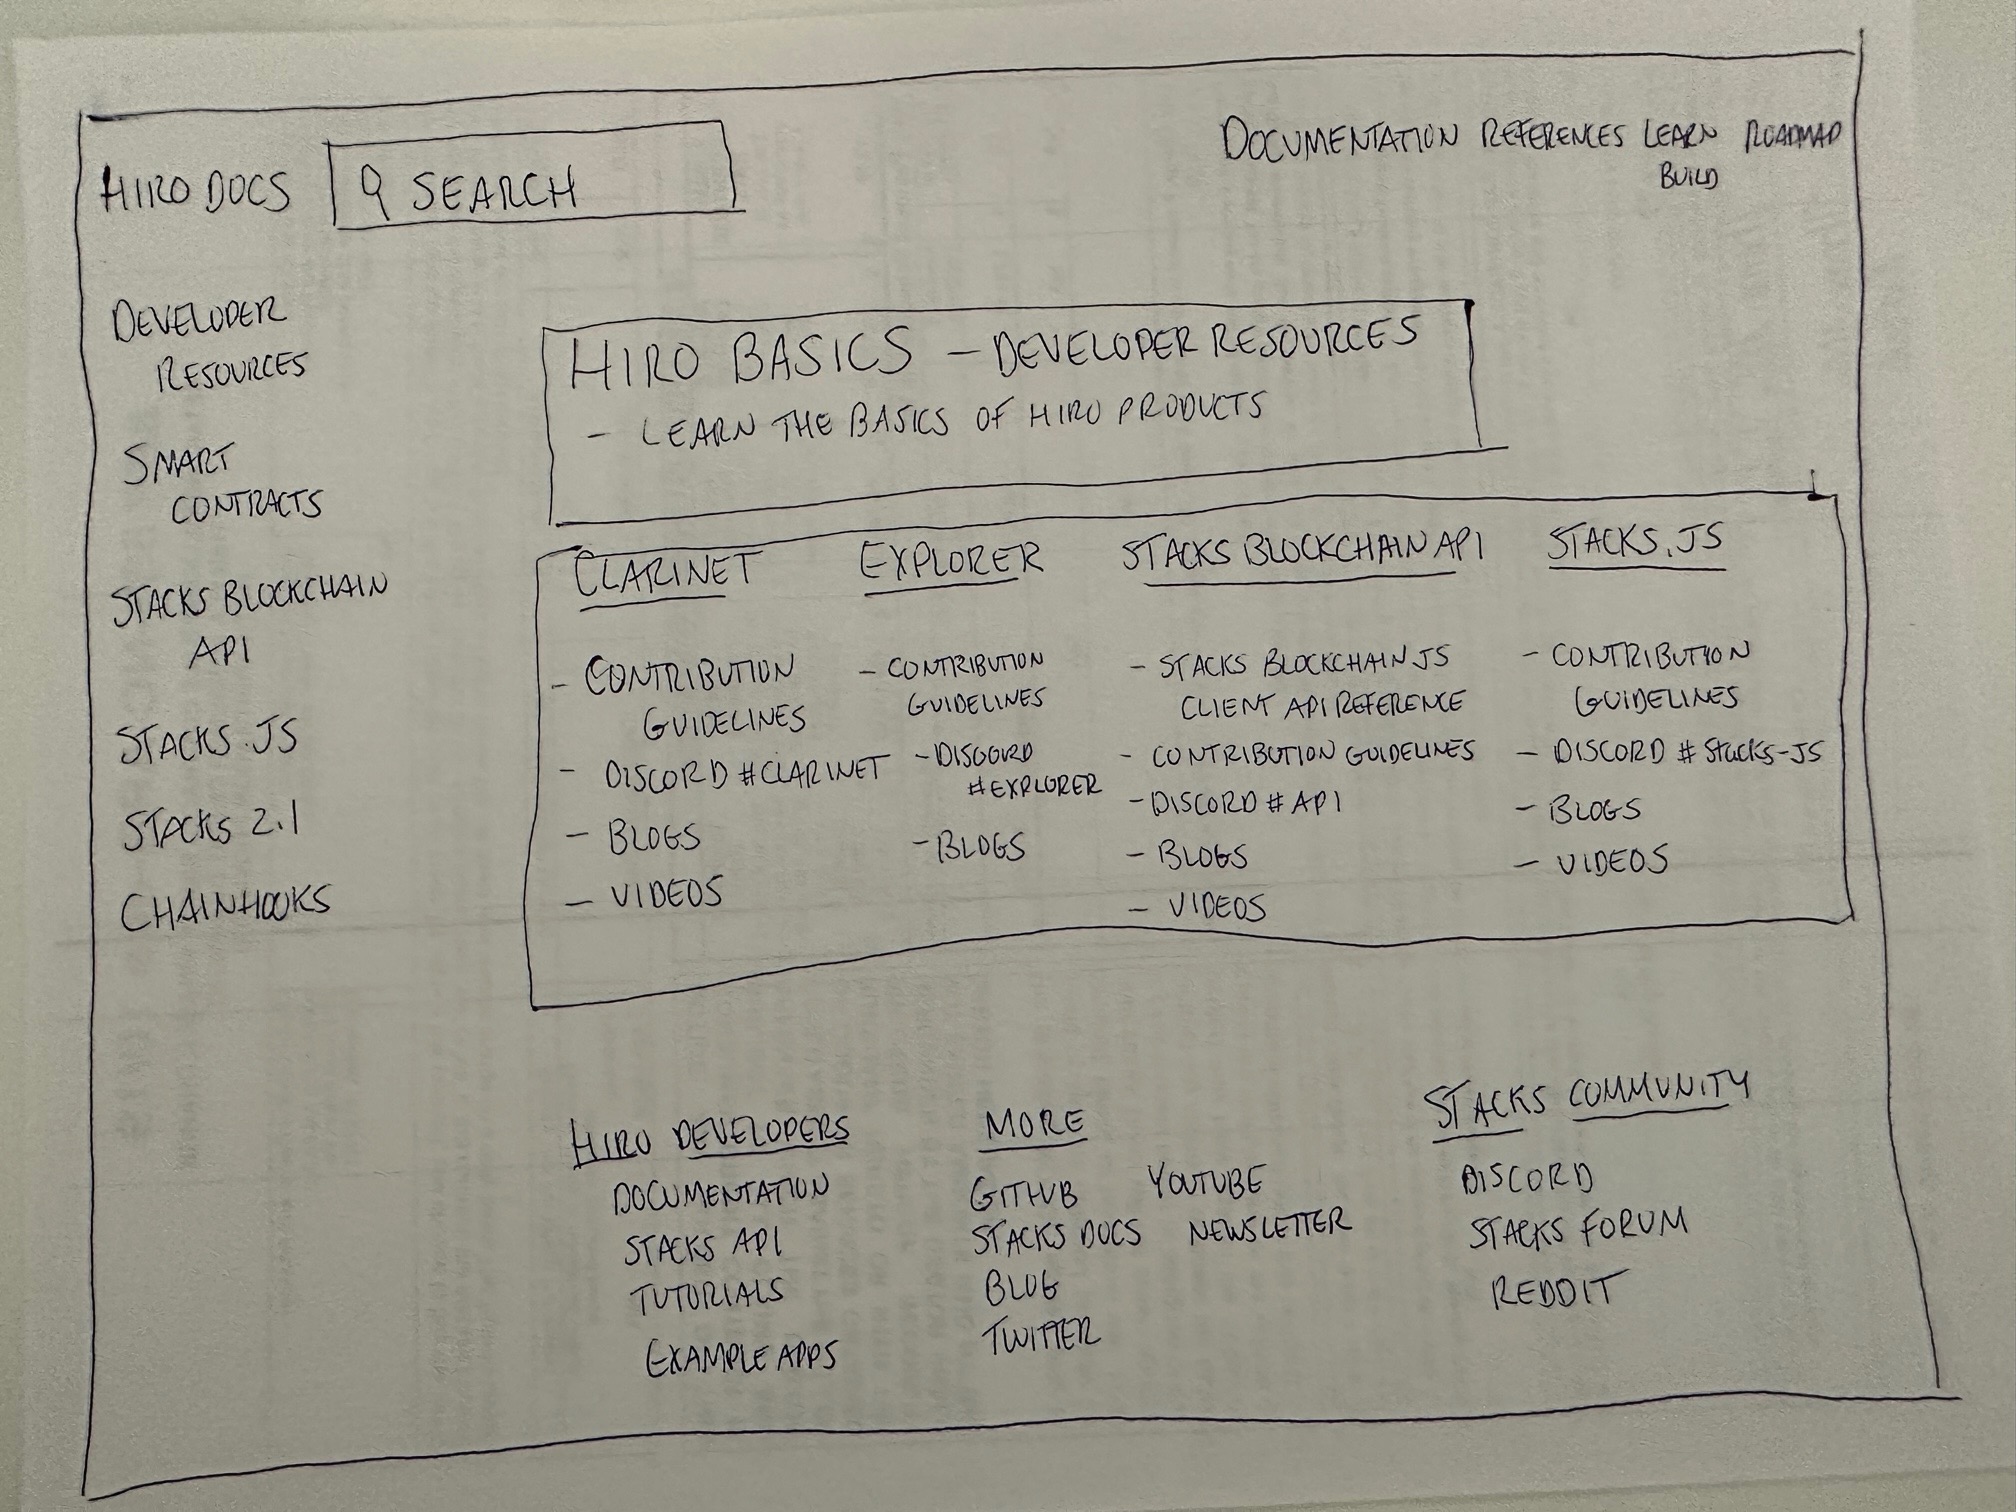 HIRO DOCS
SEARCH
DOCUMENTATION REFERENCES LEARN ROADMAP
BUILD
DEVELOPER
RESOURCES
SMART
CONTRACTS
STACKS BLOCKCHAIN
API
STACKS.JS
STACKS 2.1
CHAINHOOKS
HIRO BASICS – DEVELOPER RESOURCES
- LEARN THE BASICS OF HIRO PRODUCTS
CLARINET
- CONTRIBUTION
GUIDELINES
- DISCORD #CLARINET
- BLOGS
- VIDEOS
EXPLORER
- CONTRIBUTION
GUIDELINES
- DISCORD
#EXPLORER
- BLOGS
STACKS BLOCKCHAIN API
- STACKS BLOCKCHAIN JS
CLIENT API REFERENCE
- CONTRIBUTION GUIDELINES
- DISCORD # API
- BLOGS
- VIDEOS
STACKS.JS
- CONTRIBUTION
GUIDELINES
- DISCORD # STACKS-JS
- BLOGS
- VIDEOS
HIRO DEVELOPERS
DOCUMENTATION
STACKS API
TUTORIALS
EXAMPLE APPS
MORE
GITHUB YOUTUBE
STACKS DOCS NEWSLETTER
BLOG
TWITTER
STACKS COMMUNITY
DISCORD
STACKS FORUM
REDDIT